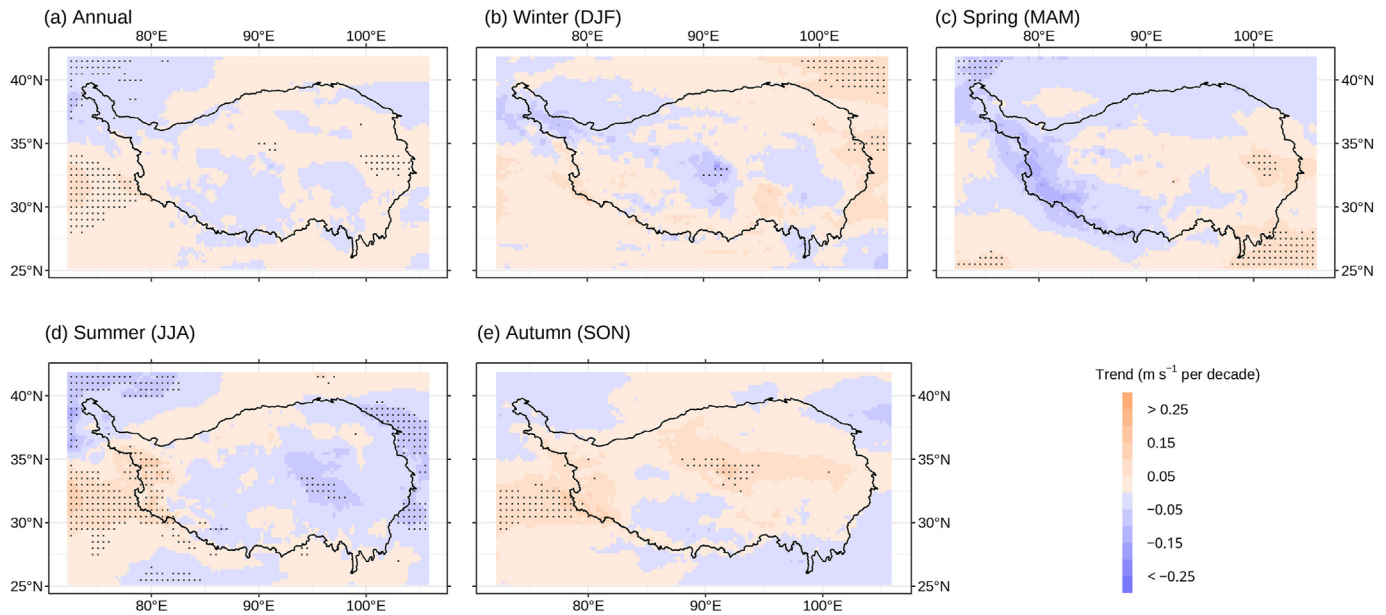 (a) Annual
(b) Winter (DJF)
(c) Spring (MAM)
80°E 90°E 100°E
80°E 90°E 100°E
80°E 90°E 100°E
40°N
35°N
30°N
25°N
40°N
35°N
30°N
25°N
(d) Summer (JJA)
(e) Autumn (SON)
40°N
35°N
30°N
25°N
40°N
35°N
30°N
25°N
80°E 90°E 100°E
80°E 90°E 100°E
Trend (m s⁻¹ per decade)
> 0.25
0.15
0.05
−0.05
−0.15
< −0.25